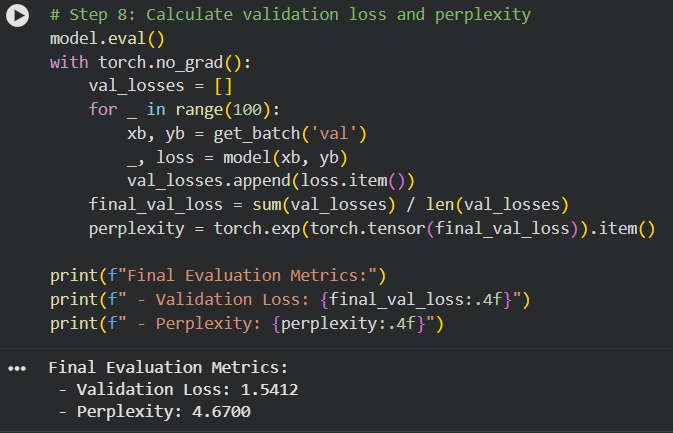 # Step 8: Calculate validation loss and perplexity
model.eval()
with torch.no_grad():
    val_losses = []
    for _ in range(100):
        xb, yb = get_batch('val')
        _, loss = model(xb, yb)
        val_losses.append(loss.item())
    final_val_loss = sum(val_losses) / len(val_losses)
    perplexity = torch.exp(torch.tensor(final_val_loss)).item()

print(f"Final Evaluation Metrics:")
print(f" - Validation Loss: {final_val_loss:.4f}")
print(f" - Perplexity: {perplexity:.4f}")
Final Evaluation Metrics:
 - Validation Loss: 1.5412
 - Perplexity: 4.6700